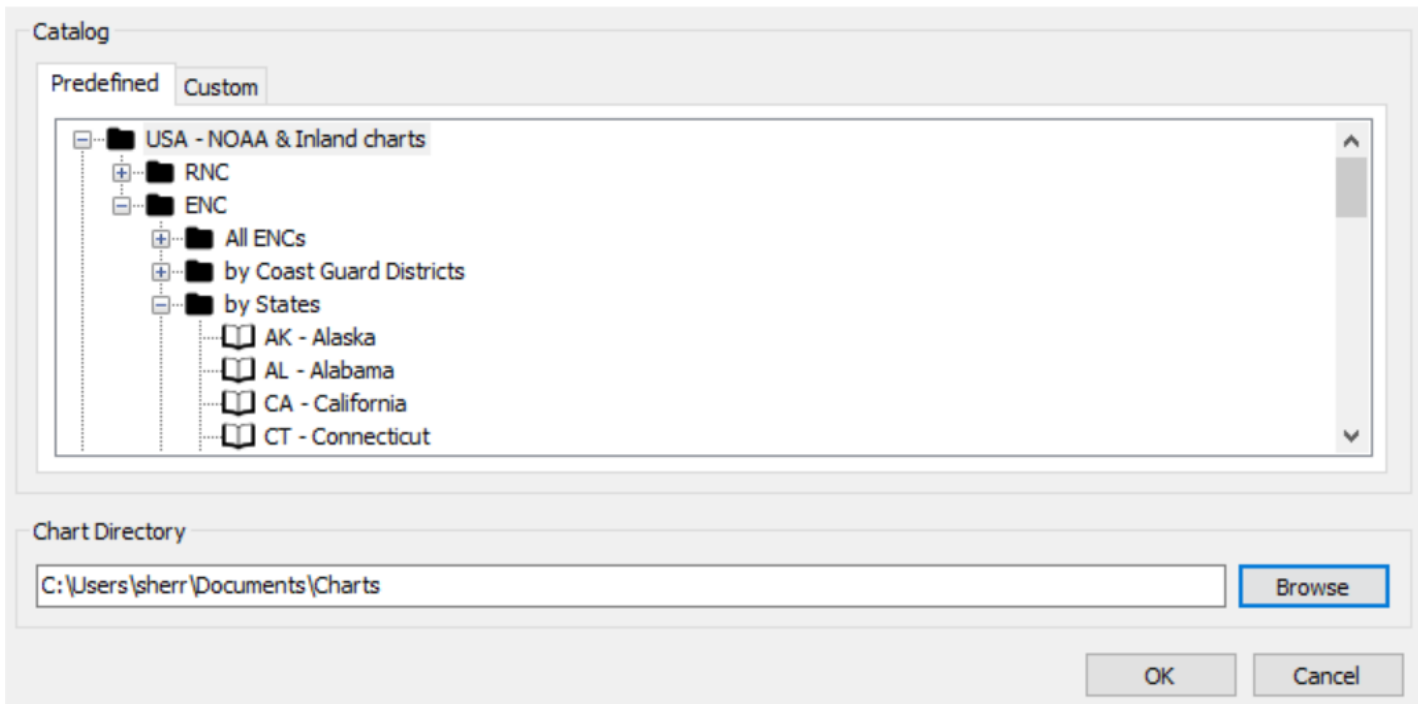 Catalog
Predefined Custom
USA - NOAA & Inland charts
RNC
ENC
All ENCs
by Coast Guard Districts
by States
AK - Alaska
AL - Alabama
CA - California
CT - Connecticut
Chart Directory
C:\Users\sherr\Documents\Charts Browse
OK Cancel